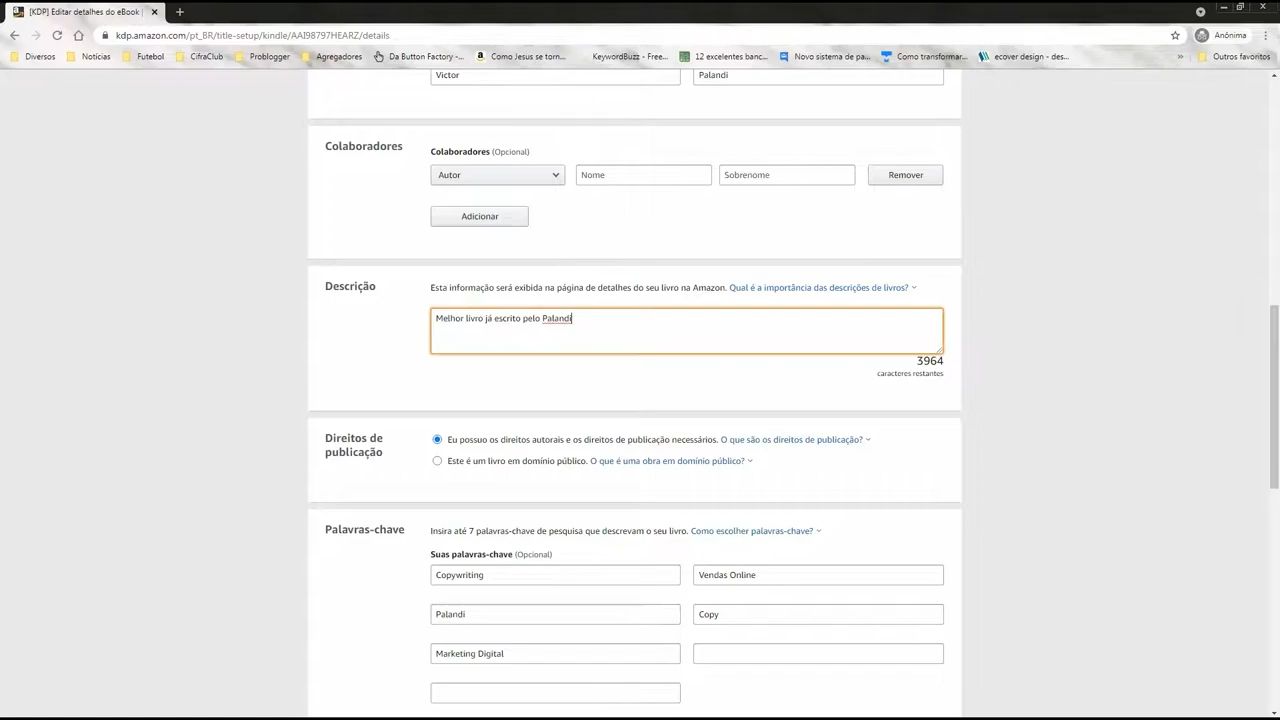 [KDP] Editar detalhes do eBook
kdp.amazon.com/pt_BR/title-setup/kindle/AAI98797HEARZ/details
Anônima
Diversos
Notícias
Futebol
CifraClub
Problogger
Agregadores
Da Button Factory -...
Como Jesus se torn...
KeywordBuzz - Free...
12 excelentes banc...
Novo sistema de pa...
Como transformar...
ecover design - des...
»
Outros favoritos
Victor
Palandi
Colaboradores
Colaboradores (Opcional)
Autor
Nome
Sobrenome
Remover
Adicionar
Descrição
Esta informação será exibida na página de detalhes do seu livro na Amazon. Qual é a importância das descrições de livros?
Melhor livro já escrito pelo Palandi
3964
caracteres restantes
Direitos de
publicação
Eu possuo os direitos autorais e os direitos de publicação necessários. O que são os direitos de publicação?
Este é um livro em domínio público. O que é uma obra em domínio público?
Palavras-chave
Insira até 7 palavras-chave de pesquisa que descrevam o seu livro. Como escolher palavras-chave?
Suas palavras-chave (Opcional)
Copywriting
Vendas Online
Palandi
Copy
Marketing Digital